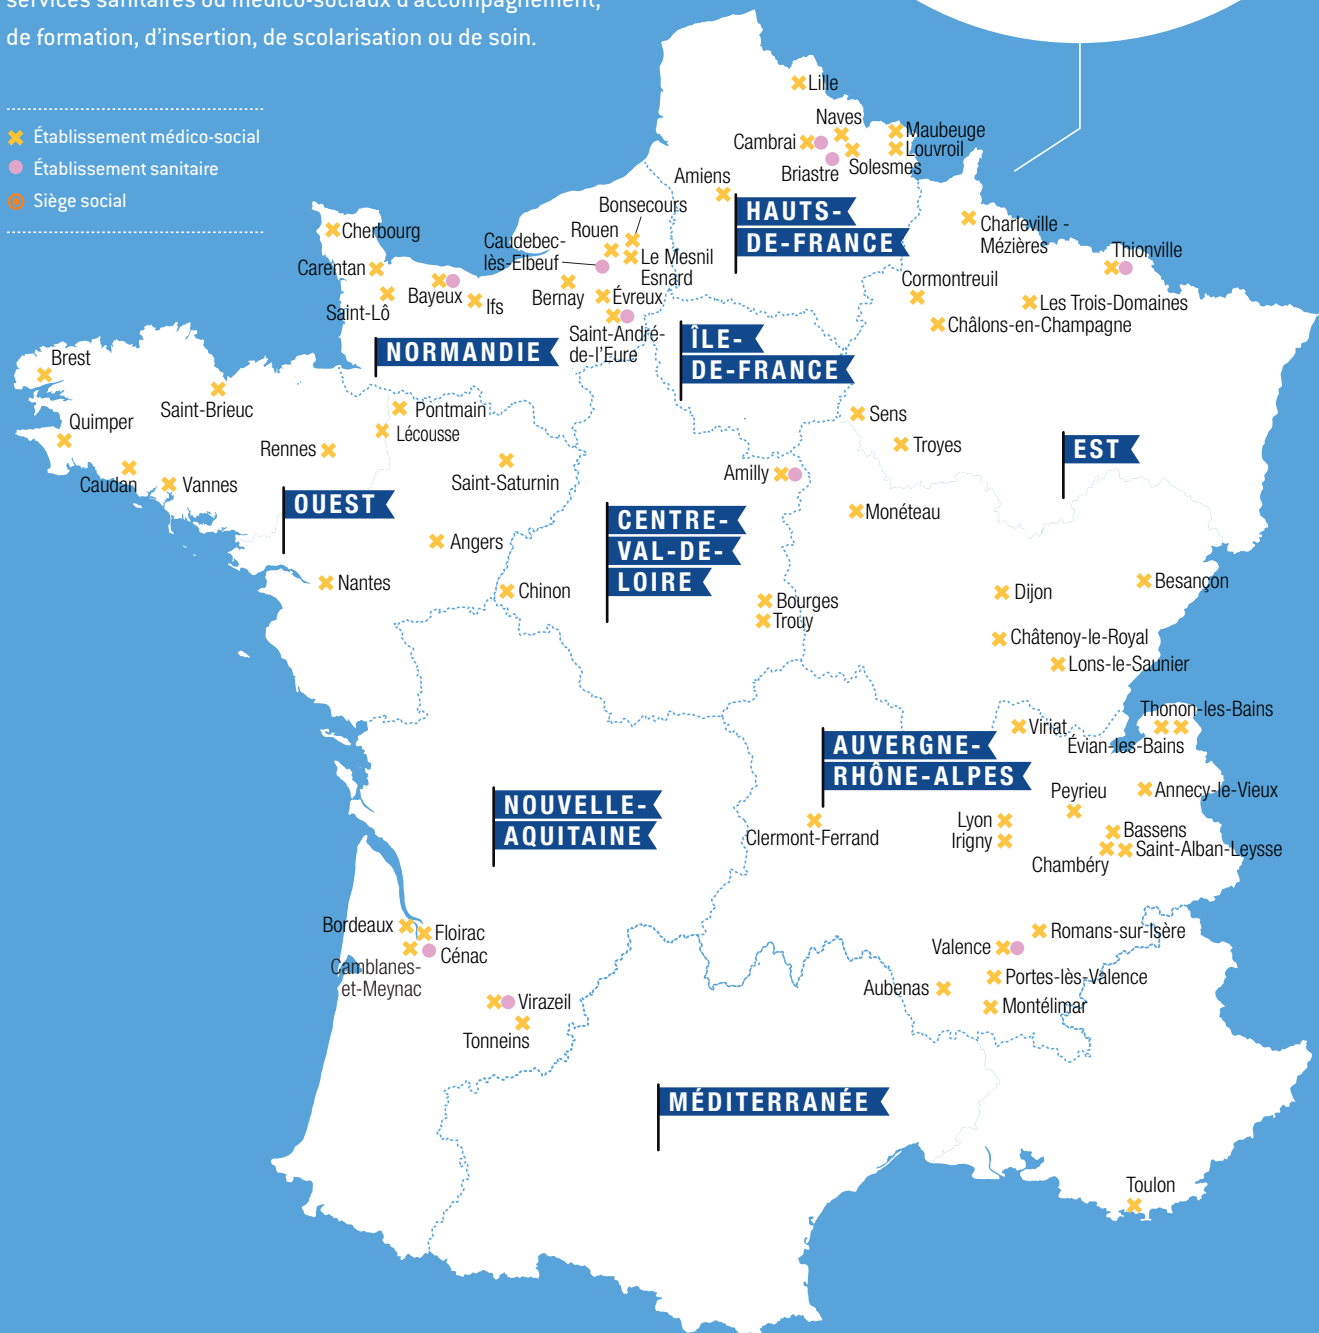 services sanitaires ou médico-sociaux d'accompagnement,
de formation, d'insertion, de scolarisation ou de soin.
Établissement médico-social
Établissement sanitaire
Siège social
Lille
Naves
Maubeuge
Cambrai
Louvroil
Solesmes
Briastre
Amiens
HAUTS-
DE-FRANCE
Charleville -
Mézières
Thionville
Cormontreuil
Les Trois-Domaines
Châlons-en-Champagne
Bonsecours
Rouen
Caudebec-
lès-Elbeuf
Le Mesnil
Esnard
Cherbourg
Carentan
Saint-Lô
Bayeux
Ifs
Bernay
Évreux
Saint-André-
de-l'Eure
NORMANDIE
ÎLE-
DE-FRANCE
Brest
Saint-Brieuc
Quimper
Caudan
Vannes
Rennes
Pontmain
Lécousse
Saint-Saturnin
OUEST
Angers
Nantes
Chinon
Sens
Troyes
EST
Amilly
Monéteau
CENTRE-
VAL-DE-
LOIRE
Bourges
Trouy
Dijon
Besançon
Châtenoy-le-Royal
Lons-le-Saunier
Thonon-les-Bains
Viriat
Évian-les-Bains
AUVERGNE-
RHÔNE-ALPES
Peyrieu
Annecy-le-Vieux
Lyon
Irigny
Bassens
Saint-Alban-Leysse
Chambéry
Clermont-Ferrand
NOUVELLE-
AQUITAINE
Bordeaux
Floirac
Cénac
Camblanes-
et-Meynac
Virazeil
Tonneins
Romans-sur-Isère
Valence
Portes-lès-Valence
Aubenas
Montélimar
MÉDITERRANÉE
Toulon